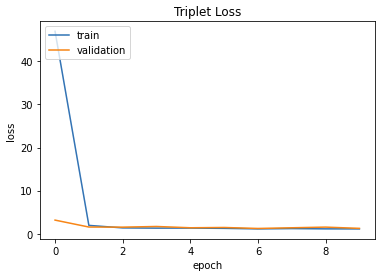 Triplet Loss
train
validation
loss
40
30
20
10
0
0 2 4 6 8
epoch